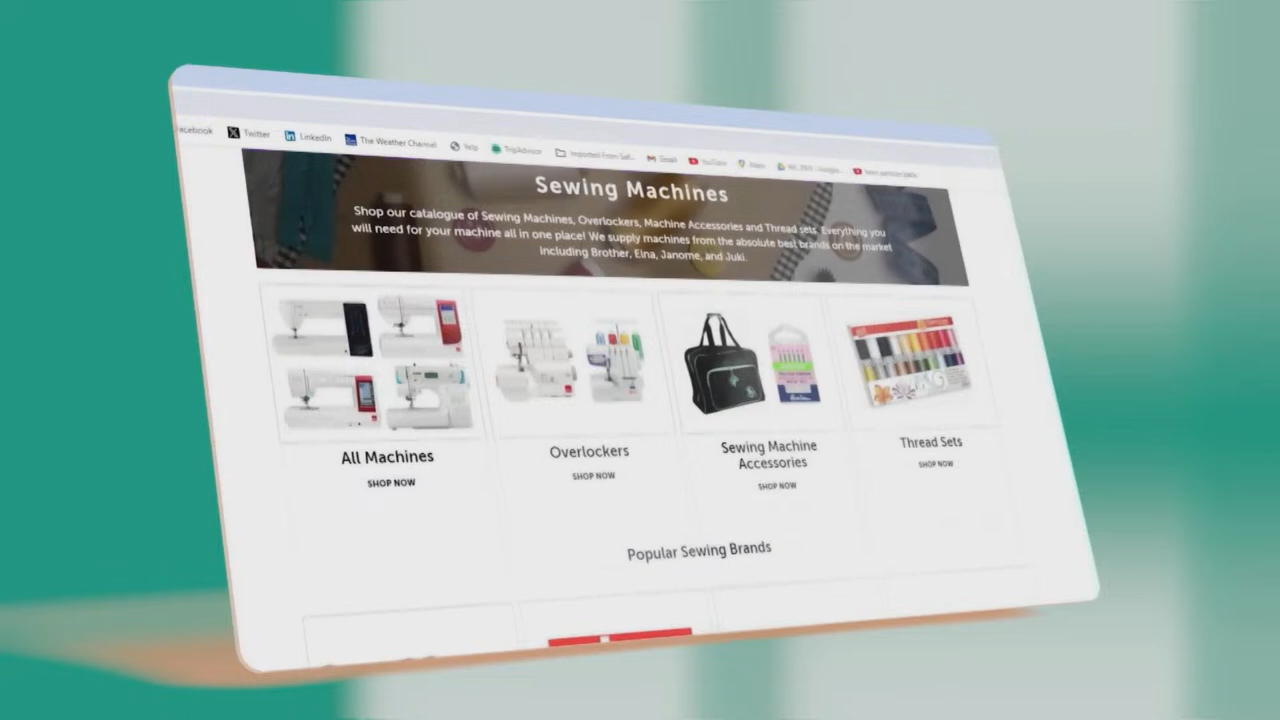 acebook Twitter LinkedIn The Weather Channel Yelp TripAdvisor Imported From Saf... Gmail YouTube Maps
Sewing Machines
Shop our catalogue of Sewing Machines, Overlockers, Machine Accessories and Thread sets. Everything you
will need for your machine all in one place! We supply machines from the absolute best brands on the market
including Brother, Elna, Janome, and Juki.
All Machines
SHOP NOW
Overlockers
SHOP NOW
Sewing Machine
Accessories
SHOP NOW
Thread Sets
SHOP NOW
Popular Sewing Brands